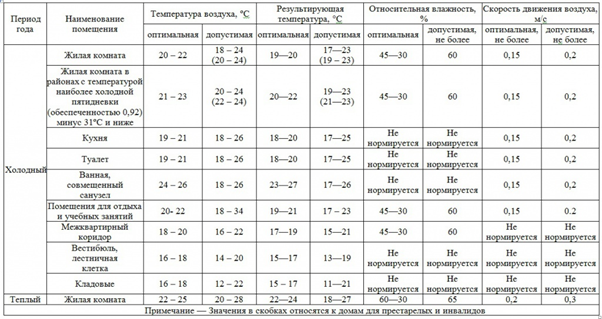 Период года | Наименование помещения | Температура воздуха, °С | Результирующая температура, °С | Относительная влажность, % | Скорость движения воздуха, м/с
оптимальная | допустимая | оптимальная | допустимая | оптимальная | допустимая, не более | оптимальная, не более | допустимая, не более
Холодный | Жилая комната | 20 – 22 | 18 – 24 (20 – 24) | 19—20 | 17—23 (19 – 23) | 45—30 | 60 | 0,15 | 0,2
Жилая комната в районах с температурой наиболее холодной пятидневки (обеспеченностью 0,92) минус 31°С и ниже | 21 – 23 | 20 – 24 (22 – 24) | 20—22 | 19—23 (21—23) | 45—30 | 60 | 0,15 | 0,2
Кухня | 19 – 21 | 18 - 26 | 18—20 | 17—25 | Не нормируется | Не нормируется | 0,15 | 0,2
Туалет | 19 – 21 | 18 – 26 | 18—20 | 17—25 | Не нормируется | Не нормируется | 0,15 | 0,2
Ванная, совмещенный санузел | 24 – 26 | 18 – 26 | 23—27 | 17—26 | Не нормируется | Не нормируется | 0,15 | 0,2
Помещения для отдыха и учебных занятий | 20- 22 | 18 – 34 | 19—21 | 17 – 23 | 45—30 | 60 | 0,15 | 0.2
Межквартирный коридор | 18 – 20 | 16 – 22 | 17—19 | 15—21 | 45—30 | 60 | Не нормируется | Не нормируется
Вестибюль, лестничная клетка | 16 – 18 | 14 – 20 | 15—17 | 13—19 | Не нормируется | Не нормируется | Не нормируется | Не нормируется
Кладовые | 16 – 18 | 12 – 22 | 15 – 17 | 11—21 | Не нормируется | Не нормируется | Не нормируется | Не нормируется
Теплый | Жилая комната | 22 – 25 | 20 – 28 | 22—24 | 18—27 | 60—30 | 65 | 0,2 | 0,3
Примечание — Значения в скобках относятся к домам для престарелых и инвалидов